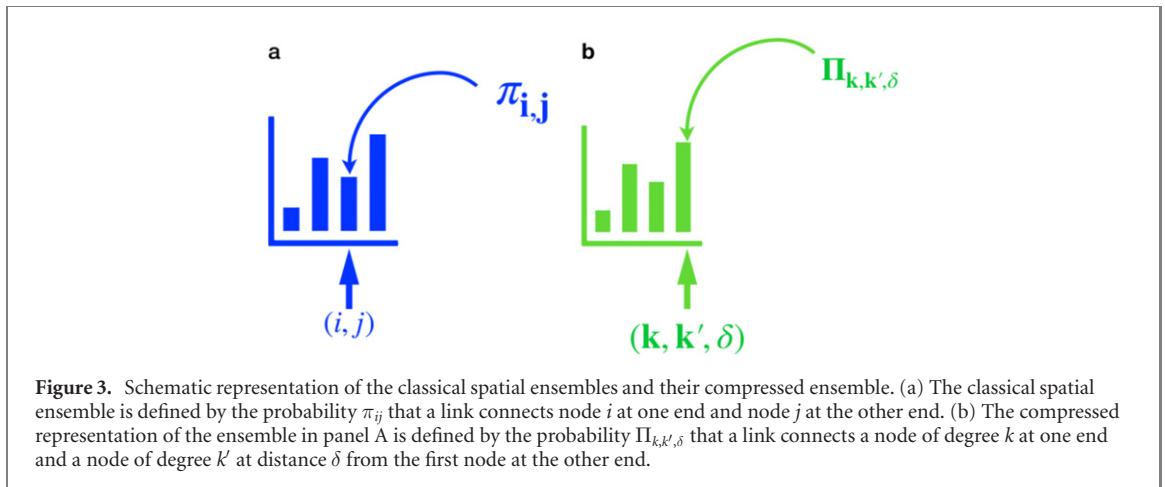 a
b
π_{i,j}
Π_{k,k′,δ}
(i, j)
(k, k′, δ)
Figure 3. Schematic representation of the classical spatial ensembles and their compressed ensemble. (a) The classical spatial
ensemble is defined by the probability π_{ij} that a link connects node i at one end and node j at the other end. (b) The compressed
representation of the ensemble in panel A is defined by the probability Π_{k,k′,δ} that a link connects a node of degree k at one end
and a node of degree k′ at distance δ from the first node at the other end.